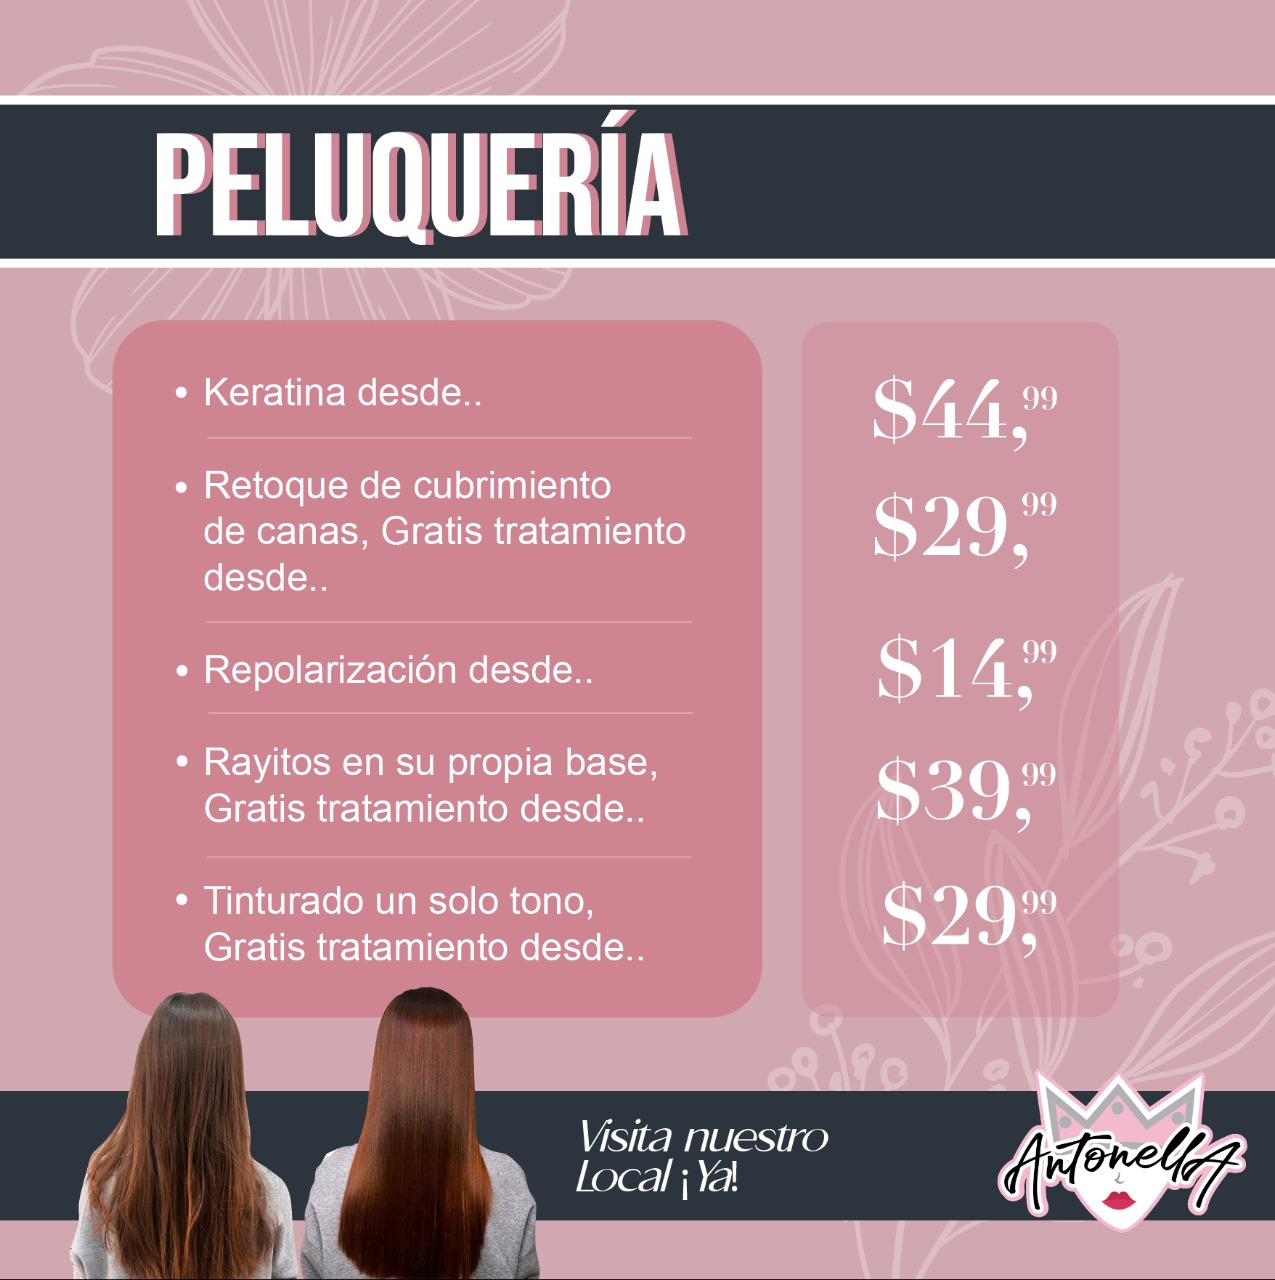 PELUQUERÍA
• Keratina desde..
$44,99
• Retoque de cubrimiento
de canas, Gratis tratamiento
desde..
$29,99
• Repolarización desde..
$14,99
• Rayitos en su propia base,
Gratis tratamiento desde..
$39,99
• Tinturado un solo tono,
Gratis tratamiento desde..
$29,99
Visita nuestro
Local ¡Ya!
AntonellA